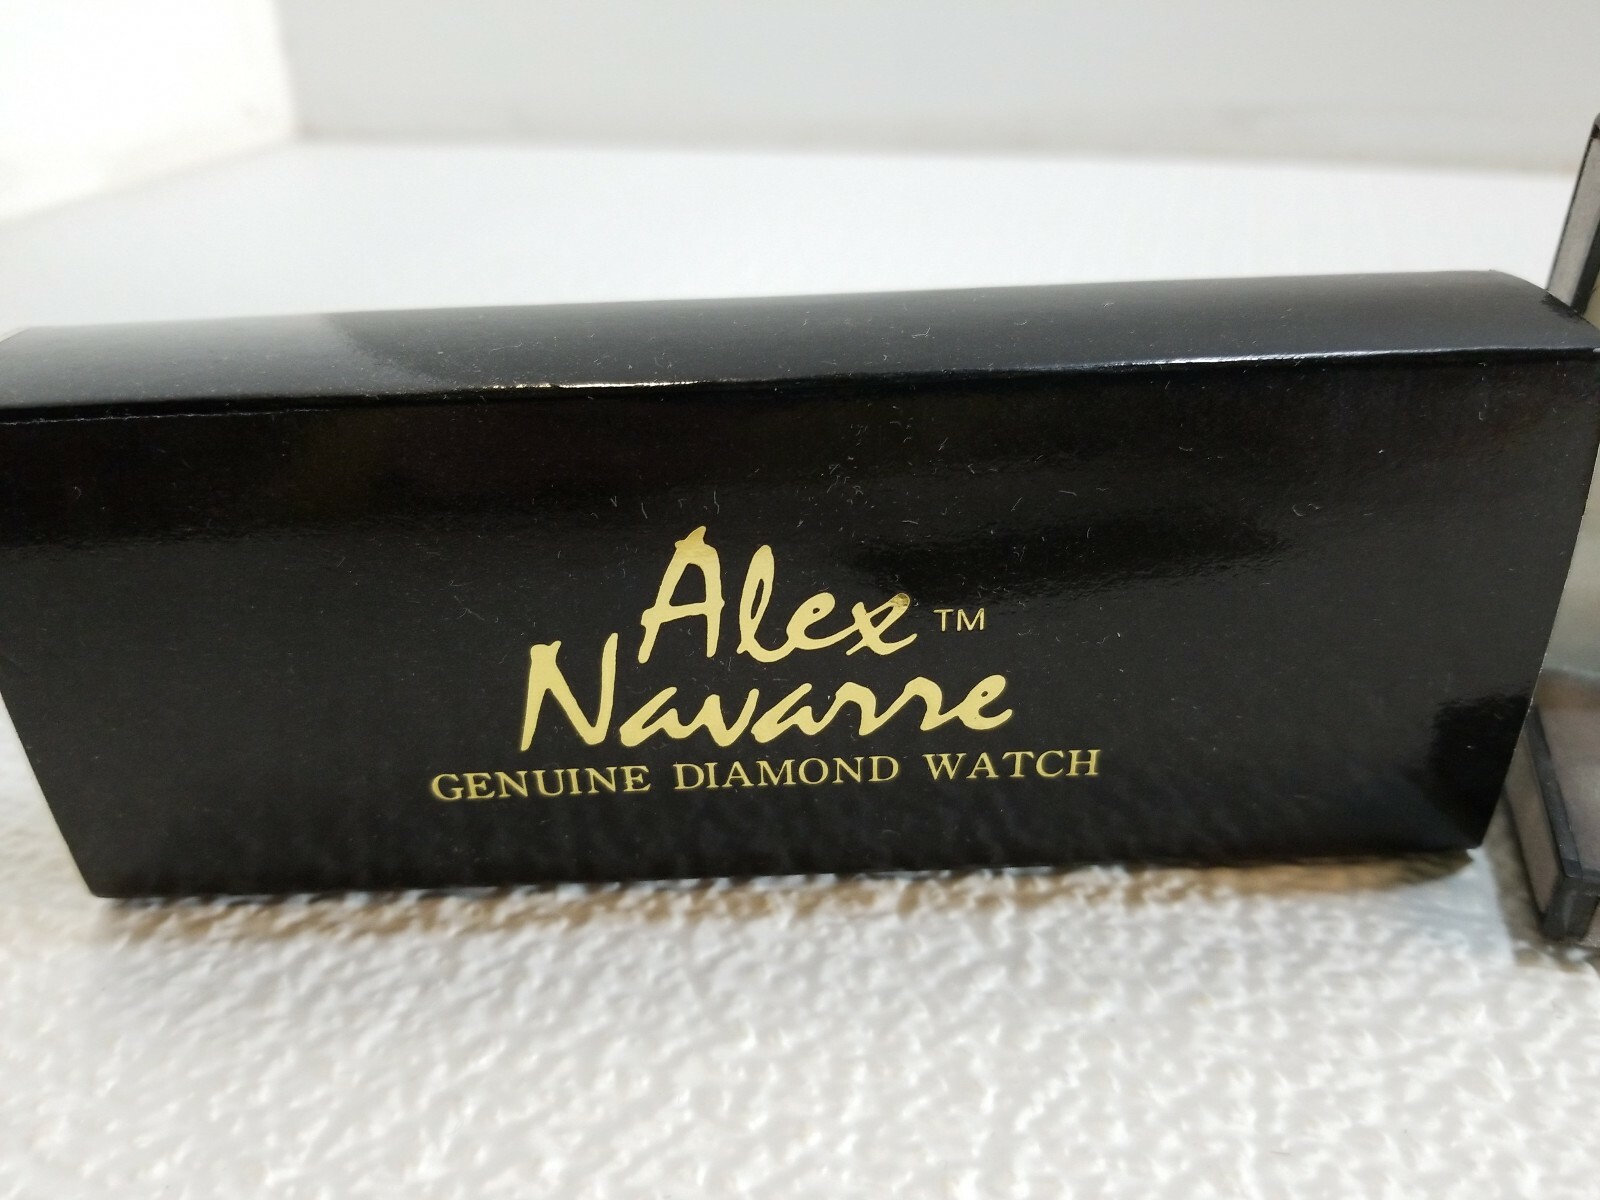 Alex™
Navarre
GENUINE DIAMOND WATCH